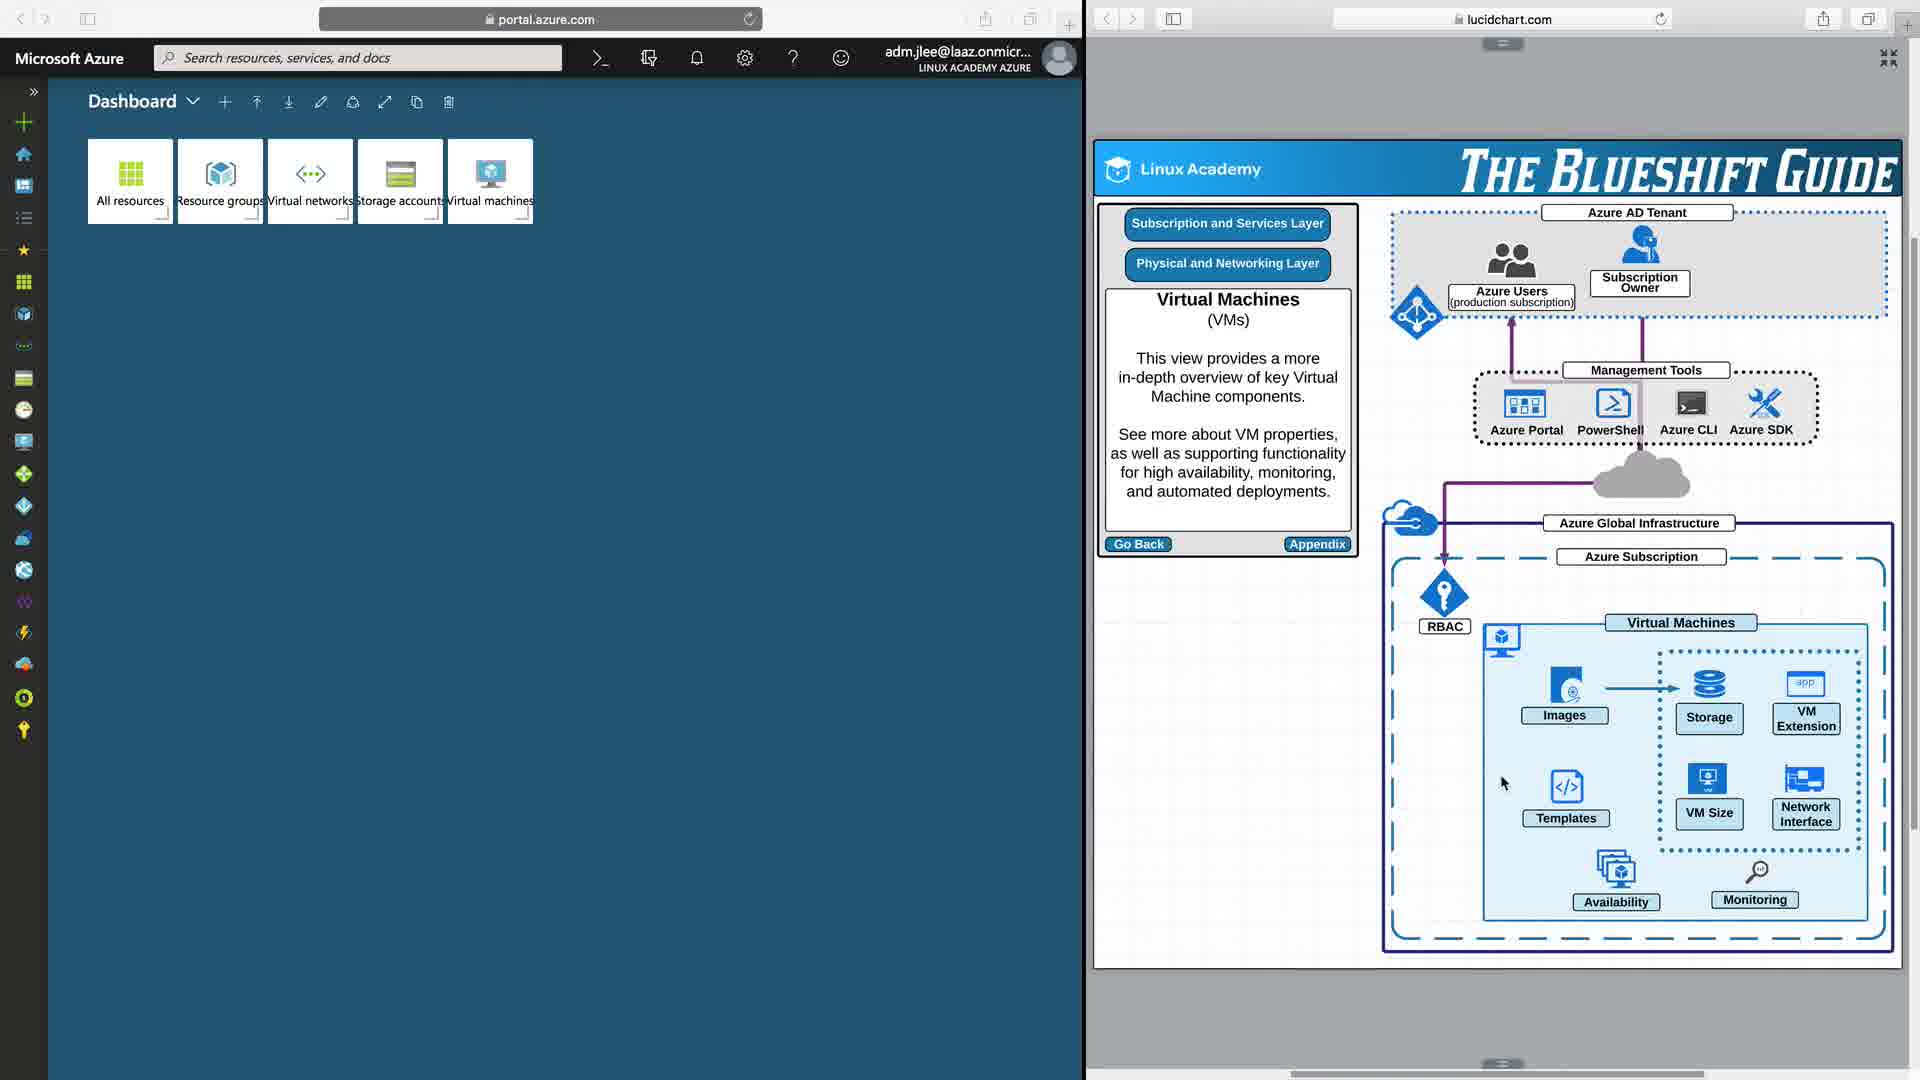 portal.azure.com
Microsoft Azure
Search resources, services, and docs
adm.jlee@laaz.onmicr...
LINUX ACADEMY AZURE
Dashboard
All resources
Resource groups
Virtual networks
Storage accounts
Virtual machines
lucidchart.com
Linux Academy
THE BLUESHIFT GUIDE
Subscription and Services Layer
Physical and Networking Layer
Virtual Machines
(VMs)
This view provides a more
in-depth overview of key Virtual
Machine components.
See more about VM properties,
as well as supporting functionality
for high availability, monitoring,
and automated deployments.
Go Back
Appendix
Azure AD Tenant
Azure Users
(production subscription)
Subscription
Owner
Management Tools
Azure Portal
PowerShell
Azure CLI
Azure SDK
Azure Global Infrastructure
Azure Subscription
RBAC
Virtual Machines
Images
Storage
app
VM
Extension
Templates
VM Size
Network
Interface
Availability
Monitoring